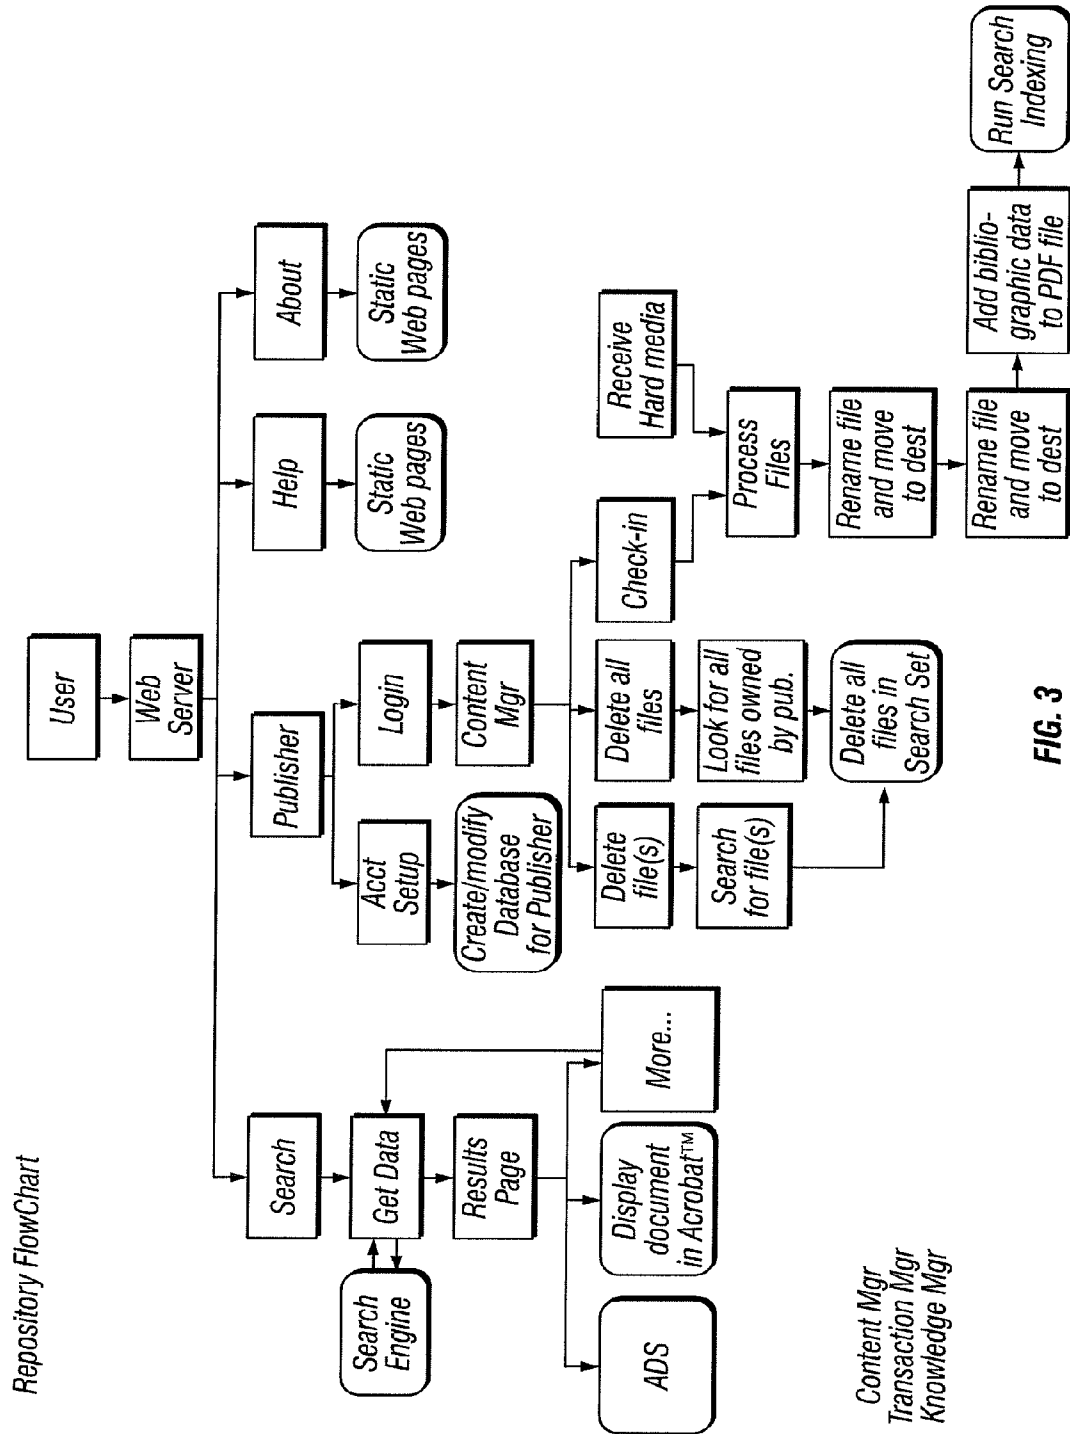 Repository FlowChart
User
Web
Server
Search
Publisher
Help
About
Search
Engine
Get Data
Acct
Setup
Login
Static
Web pages
Static
Web pages
Results
Page
Create/modify
Database
for Publisher
Content
Mgr
ADS
Display
document
in Acrobat™
More...
Delete
file(s)
Delete all
files
Check-in
Receive
Hard media
Search
for file(s)
Look for all
files owned
by pub.
Process
Files
Delete all
files in
Search Set
Rename file
and move
to dest
Rename file
and move
to dest
Add biblio-
graphic data
to PDF file
Run Search
Indexing
Content Mgr
Transaction Mgr
Knowledge Mgr
FIG. 3